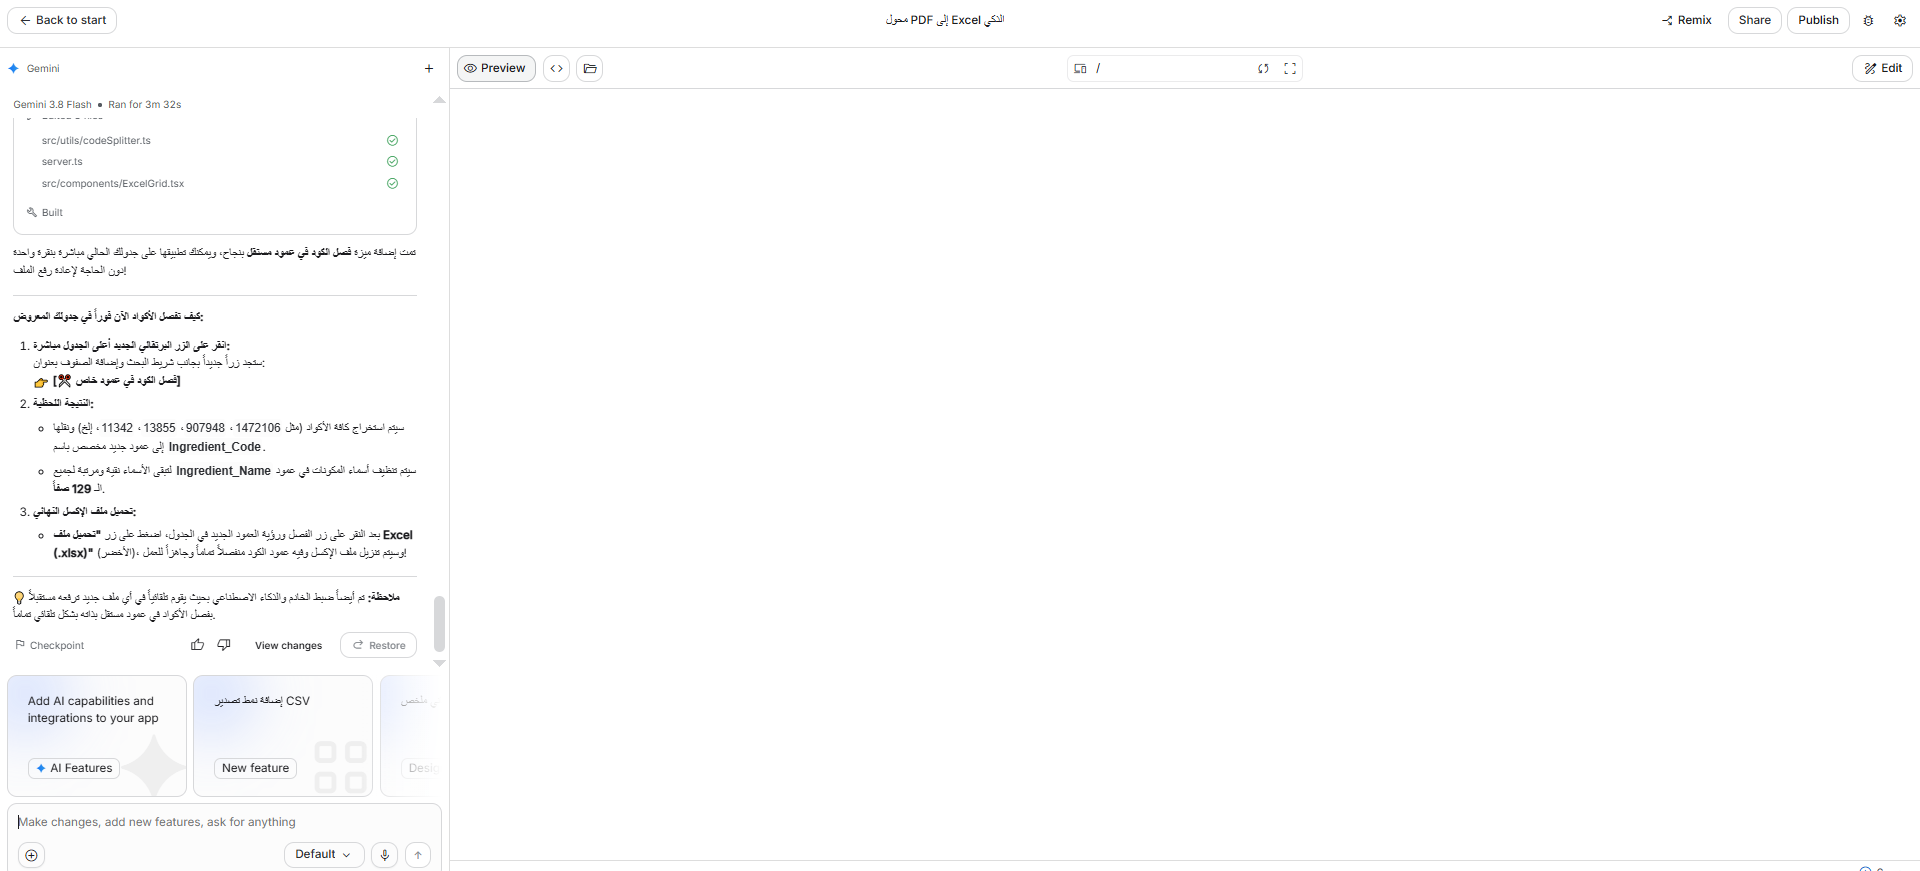 Back to start
محول PDF إلى Excel الذكي
Remix
Share
Publish
Gemini
Preview
/
Edit
Gemini 3.8 Flash • Ran for 3m 32s
src/utils/codeSplitter.ts
server.ts
src/components/ExcelGrid.tsx
Built
تمت إضافة ميزة فصل الكود في عمود مستقل بنجاح، ويمكنك تطبيقها على جدولك الحالي مباشرة بنقرة واحدة
دون الحاجة لإعادة رفع الملف!
كيف تفصل الأكواد الآن فوراً في جدولك المعروض:
1. انقر على الزر البرتقالي الجديد أعلى الجدول مباشرة:
ستجد زراً جديداً بجانب شريط البحث وإضافة الصفوف بعنوان:
👉 [✂️ فصل الكود في عمود خاص]
2. النتيجة اللحظية:
سيتم استخراج كافة الأكواد (مثل 1472106، 907948، 13855، 11342، إلخ) ونقلها
إلى عمود جديد مخصص باسم Ingredient_Code.
سيتم تنظيف أسماء المكونات في عمود Ingredient_Name لتبقى الأسماء نقية ومرتبة لجميع
الـ 129 صفاً.
3. تحميل ملف الإكسل النهائي:
بعد النقر على زر الفصل ورؤية العمود الجديد في الجدول، اضغط على زر "تحميل ملف Excel
(.xlsx)" (الأخضر)، وسيتم تنزيل ملف الإكسل وفيه عمود الكود منفصلاً تماماً وجاهزاً للعمل!
💡 ملاحظة: تم أيضاً ضبط الخادم والذكاء الاصطناعي بحيث يقوم تلقائياً في أي ملف جديد ترفعه مستقبلاً
بفصل الأكواد في عمود مستقل بذاته بشكل تلقائي تماماً.
Checkpoint
View changes
Restore
Add AI capabilities and
integrations to your app
AI Features
إضافة نمط تصدير CSV
New feature
Make changes, add new features, ask for anything
Default